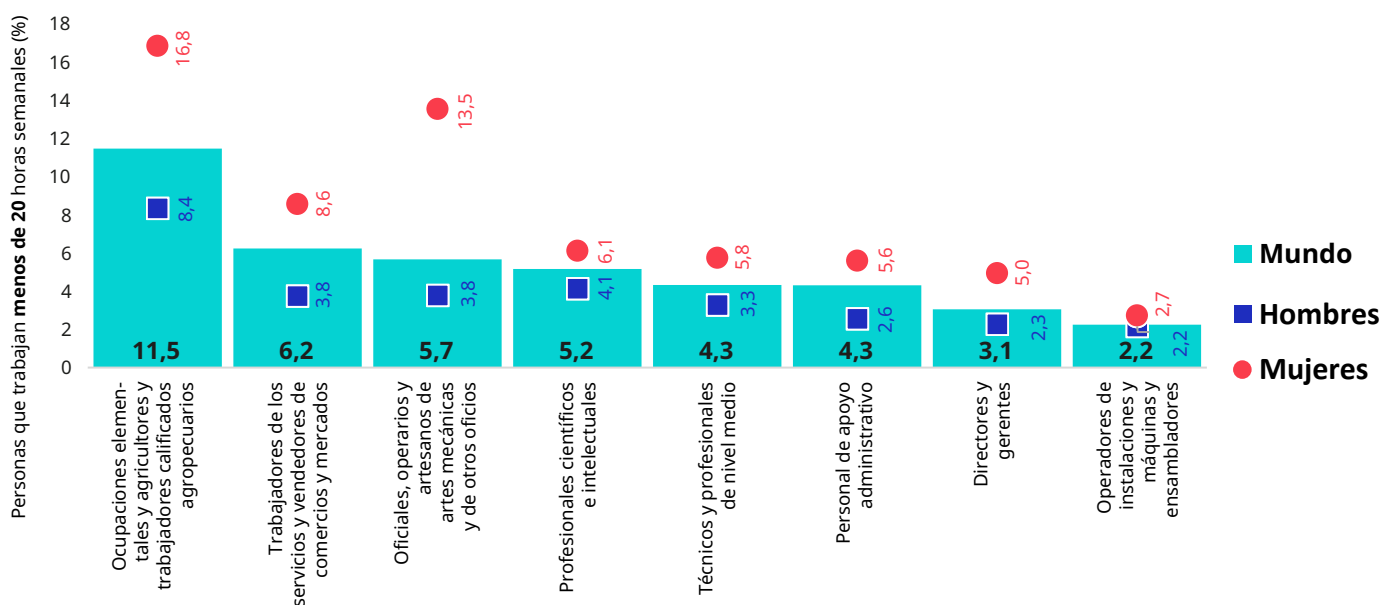 Personas que trabajan menos de 20 horas semanales (%)
18
16
14
12
10
8
6
4
2
0
16,8
8,4
11,5
8,6
3,8
6,2
13,5
3,8
5,7
6,1
4,1
5,2
5,8
3,3
4,3
5,6
2,6
4,3
5,0
2,3
3,1
2,7
2,2
2,2
Ocupaciones elemen-
tales y agricultores y
trabajadores calificados
agropecuarios
Trabajadores de los
servicios y vendedores de
comercios y mercados
Oficiales, operarios y
artesanos de
artes mecánicas
y de otros oficios
Profesionales científicos
e intelectuales
Técnicos y profesionales
de nivel medio
Personal de apoyo
administrativo
Directores y
gerentes
Operadores de
instalaciones y
máquinas y
ensambladores
Mundo
Hombres
Mujeres